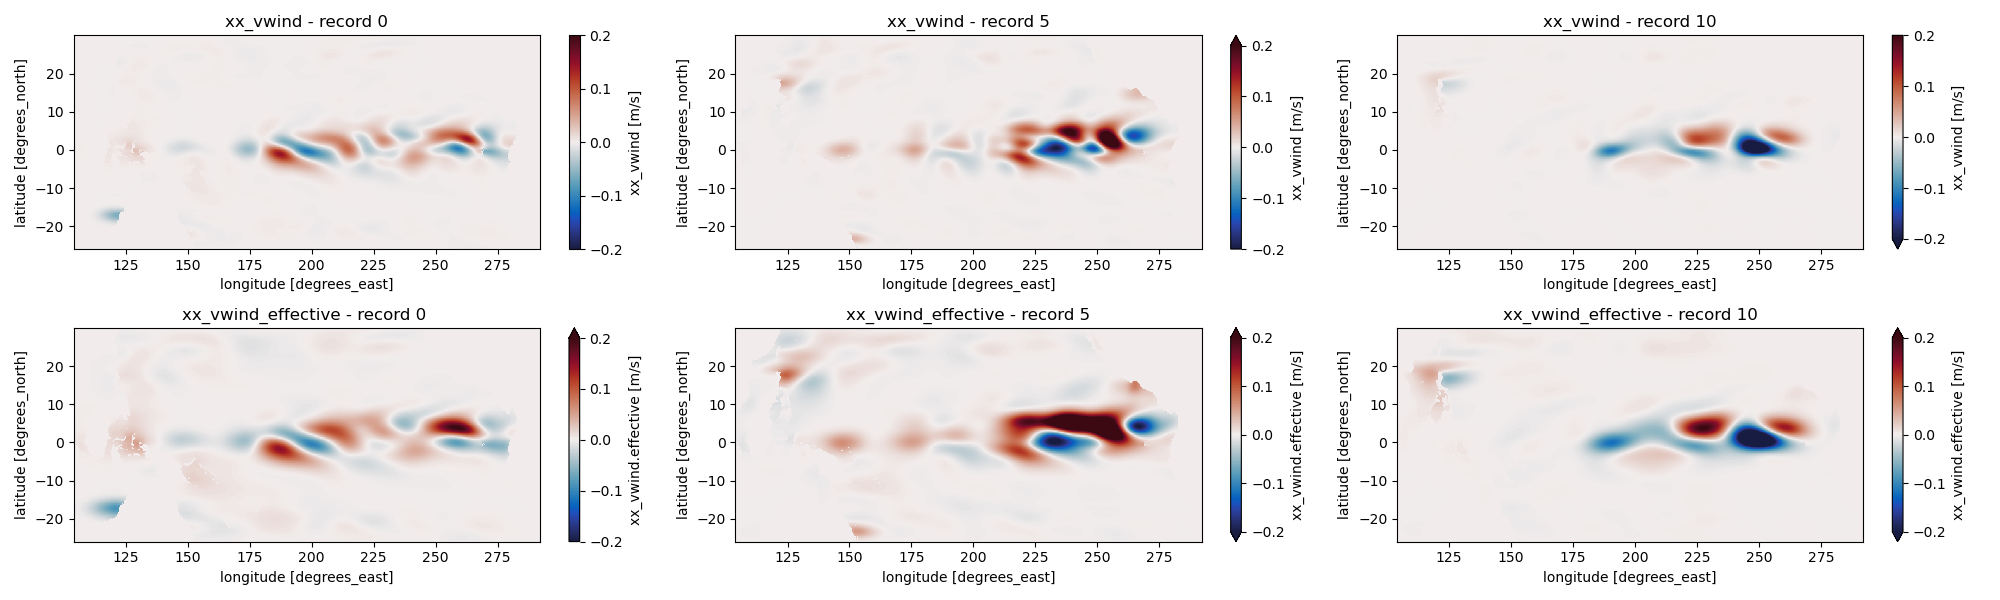 xx_vwind - record 0
20
10
0
−10
−20
latitude [degrees_north]
125 150 175 200 225 250 275
longitude [degrees_east]
0.2
0.1
0.0
−0.1
−0.2
xx_vwind [m/s]
xx_vwind - record 5
20
10
0
−10
−20
latitude [degrees_north]
125 150 175 200 225 250 275
longitude [degrees_east]
0.2
0.1
0.0
−0.1
−0.2
xx_vwind [m/s]
xx_vwind - record 10
20
10
0
−10
−20
latitude [degrees_north]
125 150 175 200 225 250 275
longitude [degrees_east]
0.2
0.1
0.0
−0.1
−0.2
xx_vwind [m/s]
xx_vwind_effective - record 0
20
10
0
−10
−20
latitude [degrees_north]
125 150 175 200 225 250 275
longitude [degrees_east]
0.2
0.1
0.0
−0.1
−0.2
xx_vwind.effective [m/s]
xx_vwind_effective - record 5
20
10
0
−10
−20
latitude [degrees_north]
125 150 175 200 225 250 275
longitude [degrees_east]
0.2
0.1
0.0
−0.1
−0.2
xx_vwind.effective [m/s]
xx_vwind_effective - record 10
20
10
0
−10
−20
latitude [degrees_north]
125 150 175 200 225 250 275
longitude [degrees_east]
0.2
0.1
0.0
−0.1
−0.2
xx_vwind.effective [m/s]